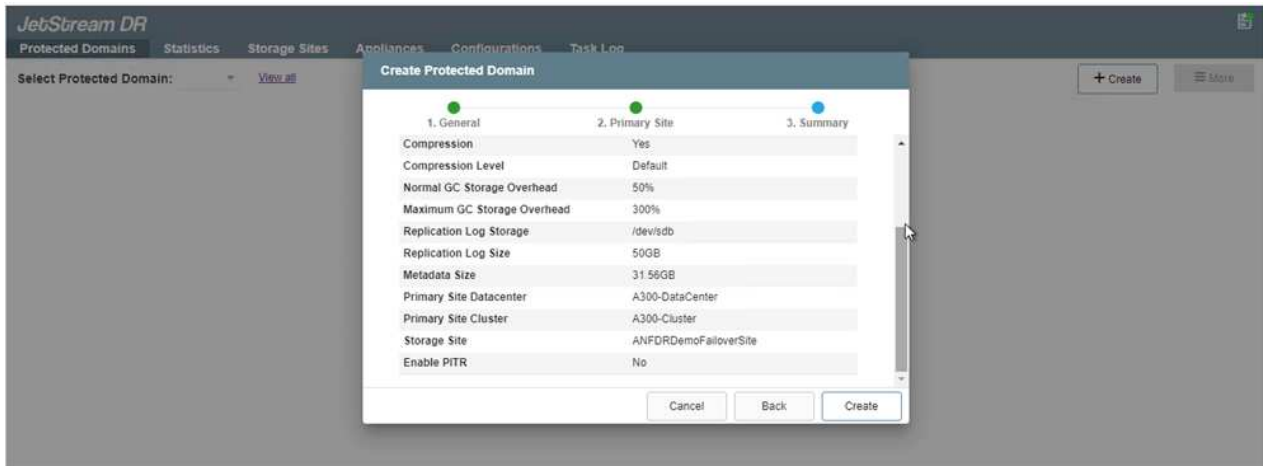 JetStream DR
Protected Domains Statistics Storage Sites Appliances Configurations Task Log
Select Protected Domain: View all + Create More
Create Protected Domain
1. General 2. Primary Site 3. Summary
Compression Yes
Compression Level Default
Normal GC Storage Overhead 50%
Maximum GC Storage Overhead 300%
Replication Log Storage /dev/sdb
Replication Log Size 50GB
Metadata Size 31.56GB
Primary Site Datacenter A300-DataCenter
Primary Site Cluster A300-Cluster
Storage Site ANFDRDemoFailoverSite
Enable PITR No
Cancel Back Create